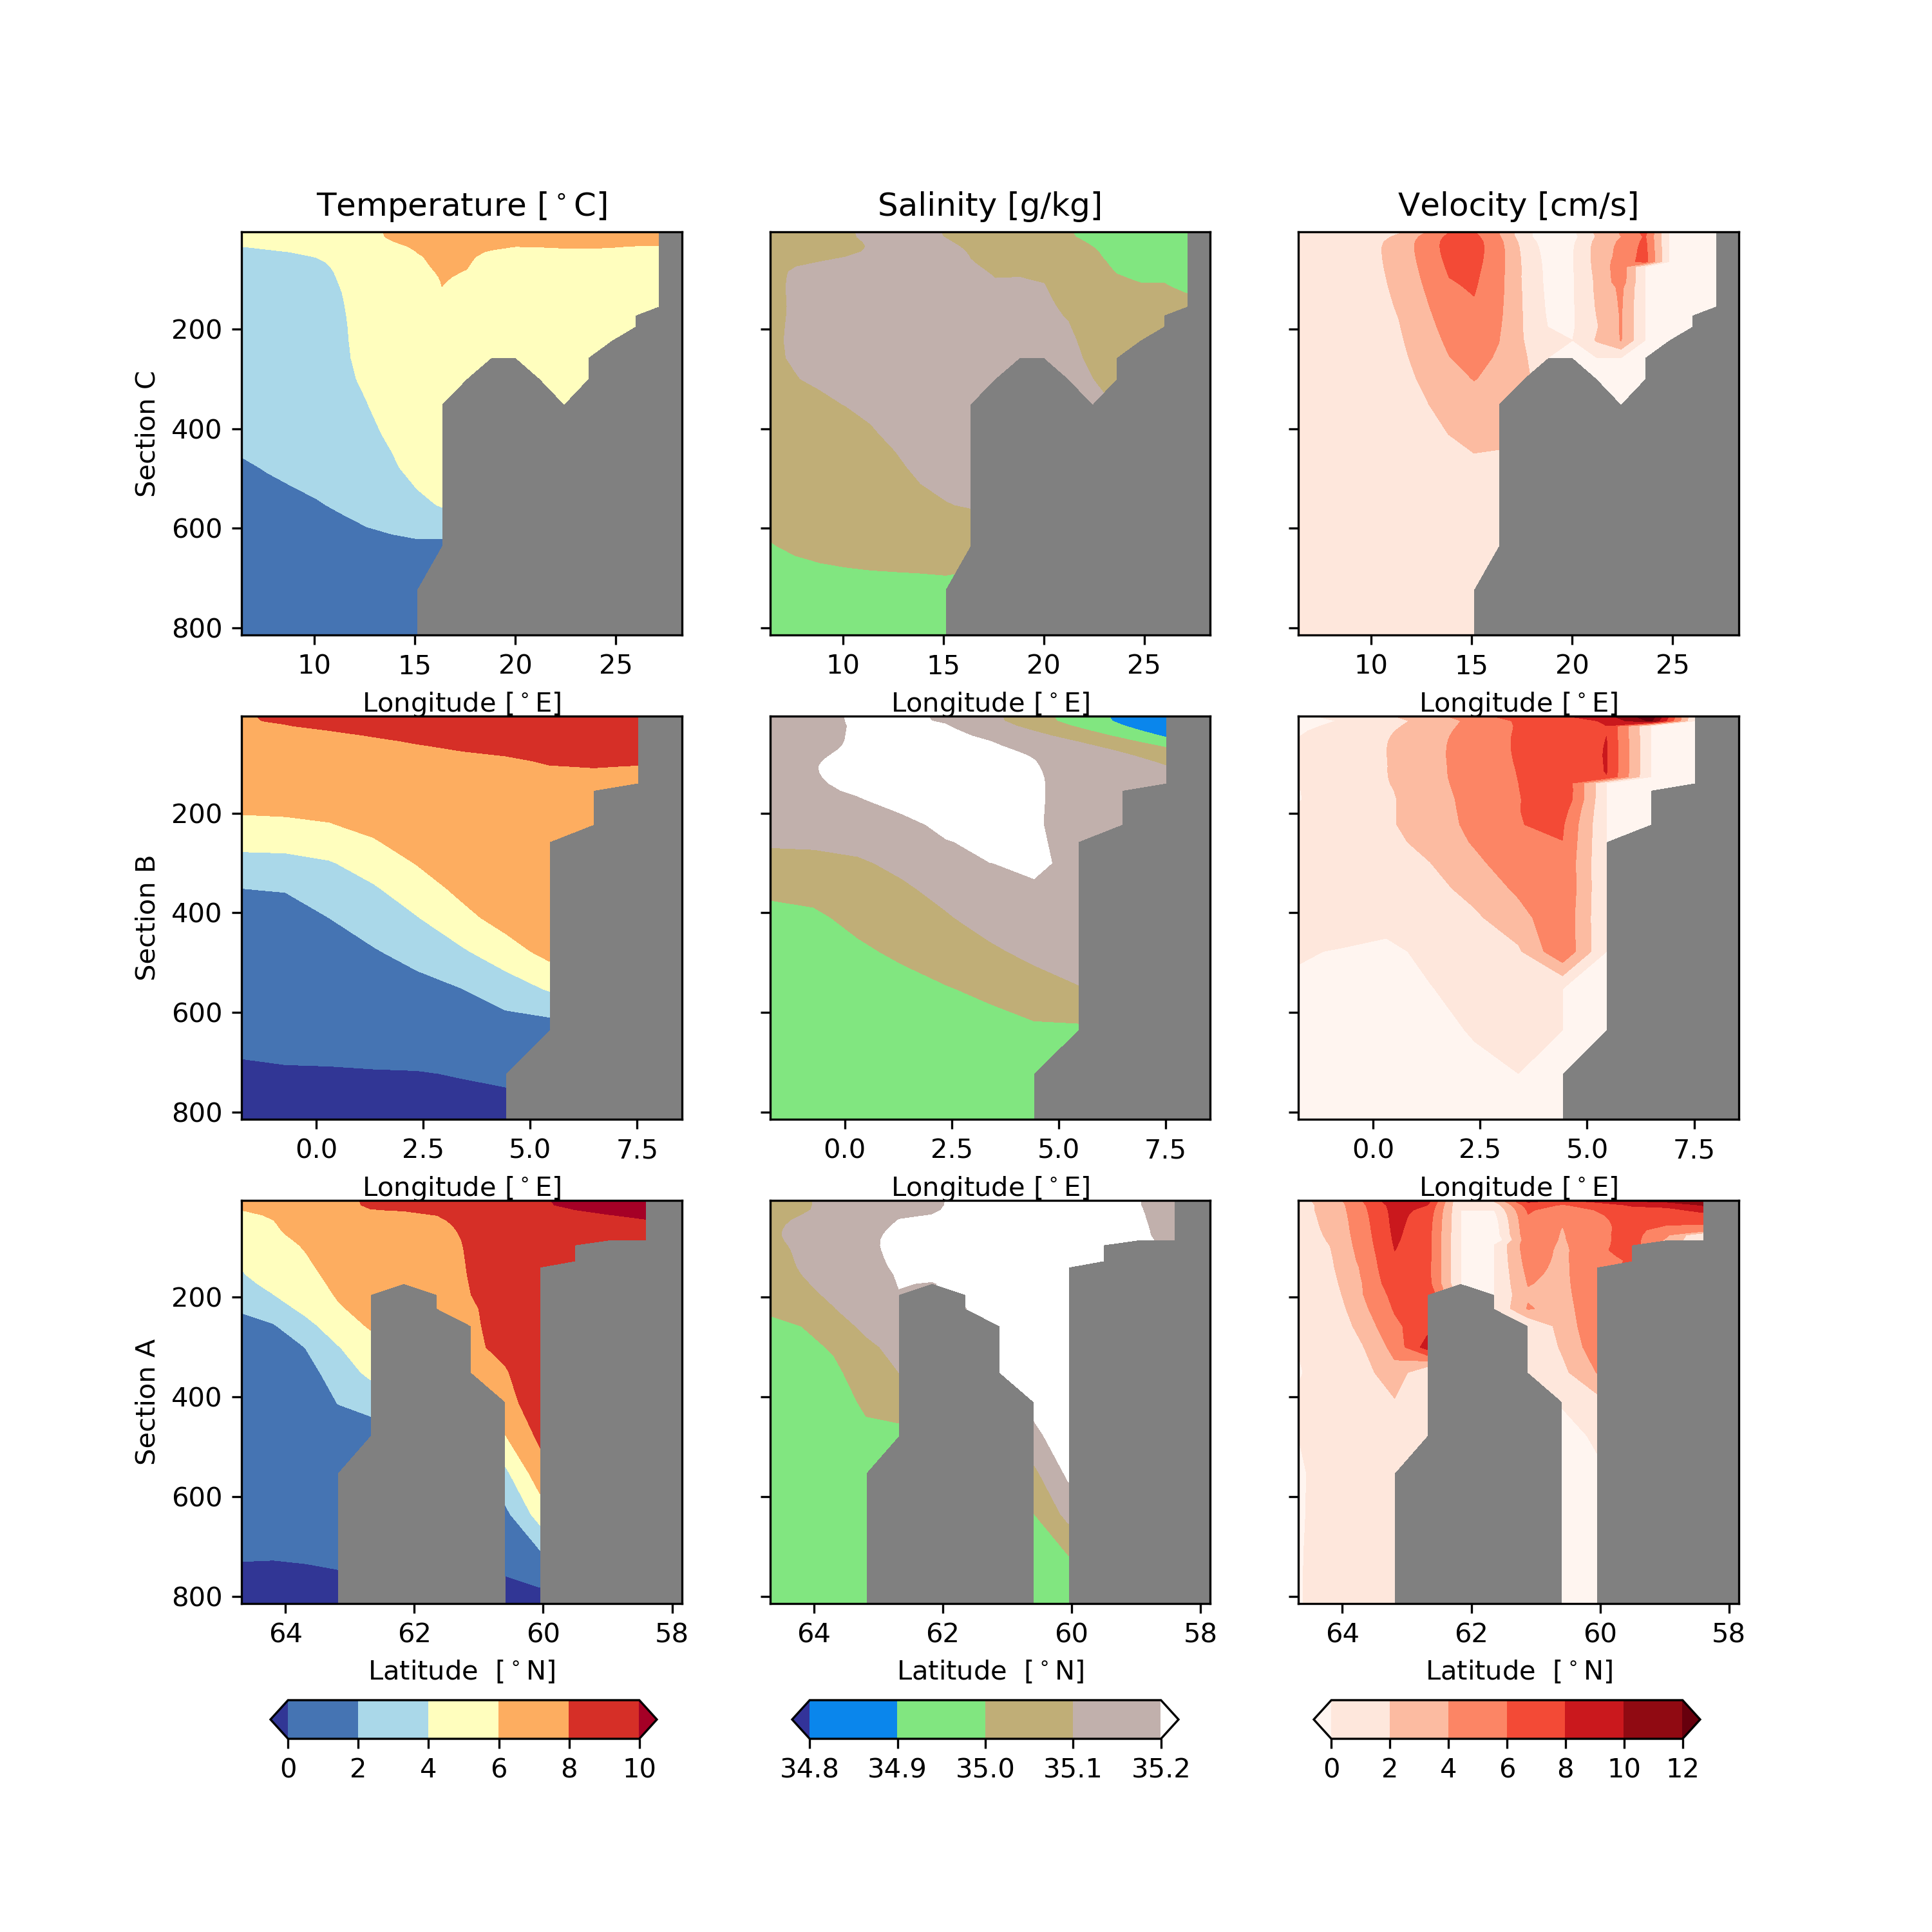 Temperature [°C] Salinity [g/kg] Velocity [cm/s]
Section C
200
400
600
800
10 15 20 25 10 15 20 25 10 15 20 25
Longitude [°E] Longitude [°E] Longitude [°E]
Section B
200
400
600
800
0.0 2.5 5.0 7.5 0.0 2.5 5.0 7.5 0.0 2.5 5.0 7.5
Longitude [°E] Longitude [°E] Longitude [°E]
Section A
200
400
600
800
64 62 60 58 64 62 60 58 64 62 60 58
Latitude [°N] Latitude [°N] Latitude [°N]
0 2 4 6 8 10 34.8 34.9 35.0 35.1 35.2 0 2 4 6 8 10 12